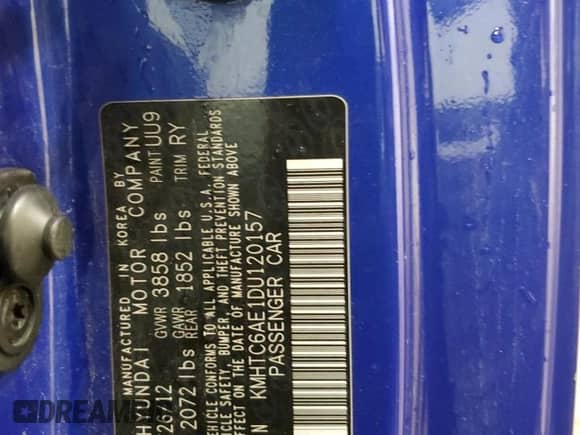 MANUFACTURED IN KOREA BY
HYUNDAI MOTOR COMPANY
GVWR 3858 lbs PAINT UU9
2072 lbs GAWR REAR 1852 lbs TRIM RY
VEHICLE CONFORMS TO ALL APPLICABLE U.S.A. FEDERAL
VEHICLE SAFETY, BUMPER, AND THEFT PREVENTION STANDARDS
IN EFFECT ON THE DATE OF MANUFACTURE SHOWN ABOVE
KMHTC6AE1DU120157
PASSENGER CAR